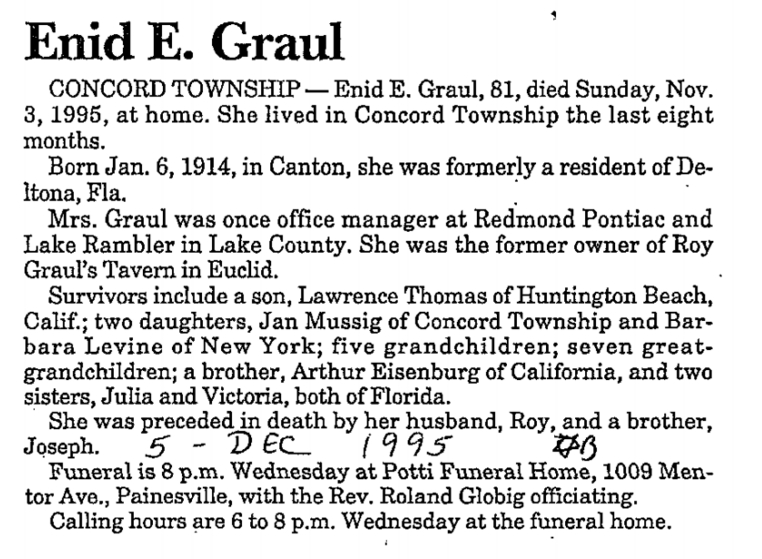 Enid E. Graul
CONCORD TOWNSHIP — Enid E. Graul, 81, died Sunday, Nov.
3, 1995, at home. She lived in Concord Township the last eight
months.
Born Jan. 6, 1914, in Canton, she was formerly a resident of De-
ltona, Fla.
Mrs. Graul was once office manager at Redmond Pontiac and
Lake Rambler in Lake County. She was the former owner of Roy
Graul's Tavern in Euclid.
Survivors include a son, Lawrence Thomas of Huntington Beach,
Calif.; two daughters, Jan Mussig of Concord Township and Bar-
bara Levine of New York; five grandchildren; seven great-
grandchildren; a brother, Arthur Eisenburg of California, and two
sisters, Julia and Victoria, both of Florida.
She was preceded in death by her husband, Roy, and a brother,
Joseph. 5 - DEC 1995
Funeral is 8 p.m. Wednesday at Potti Funeral Home, 1009 Men-
tor Ave., Painesville, with the Rev. Roland Globig officiating.
Calling hours are 6 to 8 p.m. Wednesday at the funeral home.